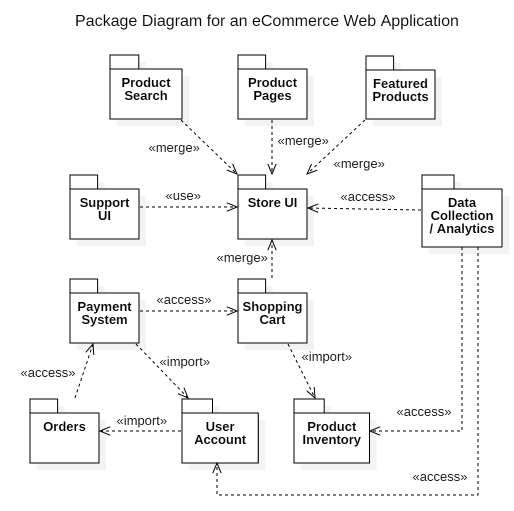 Package Diagram for an eCommerce Web Application
Product
Search
Product
Pages
Featured
Products
«merge»
«merge»
«merge»
Support
UI
«use»
Store UI
«access»
Data
Collection
/ Analytics
«merge»
Payment
System
«access»
Shopping
Cart
«access»
«import»
«import»
Orders
«import»
User
Account
Product
Inventory
«access»
«access»